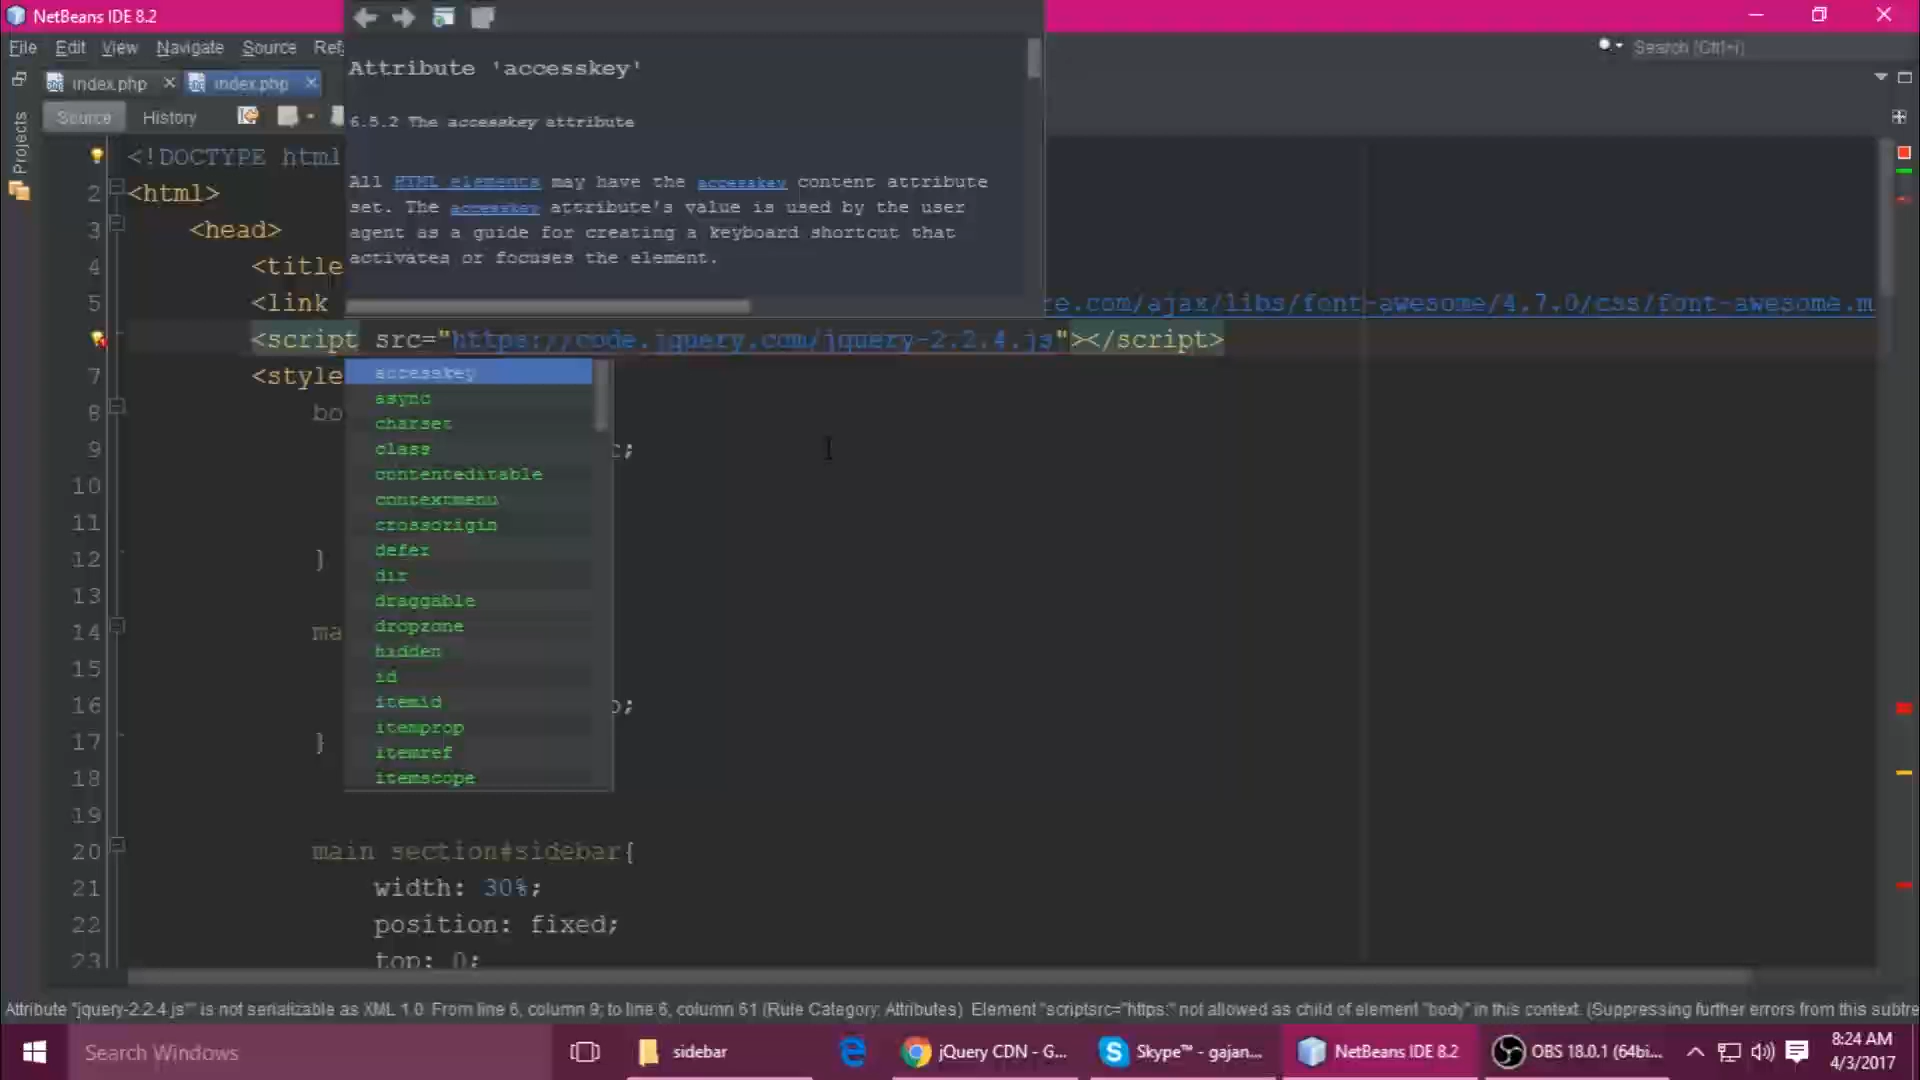 NetBeans IDE 8.2
File Edit View Navigate Source Ref
Search (Ctrl+I)
index.php
index.php
Source History
Projects
Attribute 'accesskey'
6.5.2 The accesskey attribute
All HTML elements may have the accesskey content attribute
set. The accesskey attribute's value is used by the user
agent as a guide for creating a keyboard shortcut that
activates or focuses the element.
<!DOCTYPE html
2 <html>
3 <head>
4 <title
5 <link re.com/ajax/libs/font-awesome/4.7.0/css/font-awesome.m
<script src="https://code.jquery.com/jquery-2.2.4.js"></script>
7 <style
8 bo
9 c;
10
11
12 }
13
14 ma
15
16 p;
17 }
18
19
20 main section#sidebar{
21 width: 30%;
22 position: fixed;
23 top: 0;
accesskey
async
charset
class
contenteditable
contextmenu
crossorigin
defer
dir
draggable
dropzone
hidden
id
itemid
itemprop
itemref
itemscope
Attribute "jquery-2.2.4.js"" is not serializable as XML 1.0. From line 6, column 9; to line 6, column 61 (Rule Category: Attributes) Element "scriptsrc="https:" not allowed as child of element "body" in this context. (Suppressing further errors from this subtre
Search Windows
sidebar
jQuery CDN - G...
Skype™ - gajan...
NetBeans IDE 8.2
OBS 18.0.1 (64bi...
8:24 AM
4/3/2017